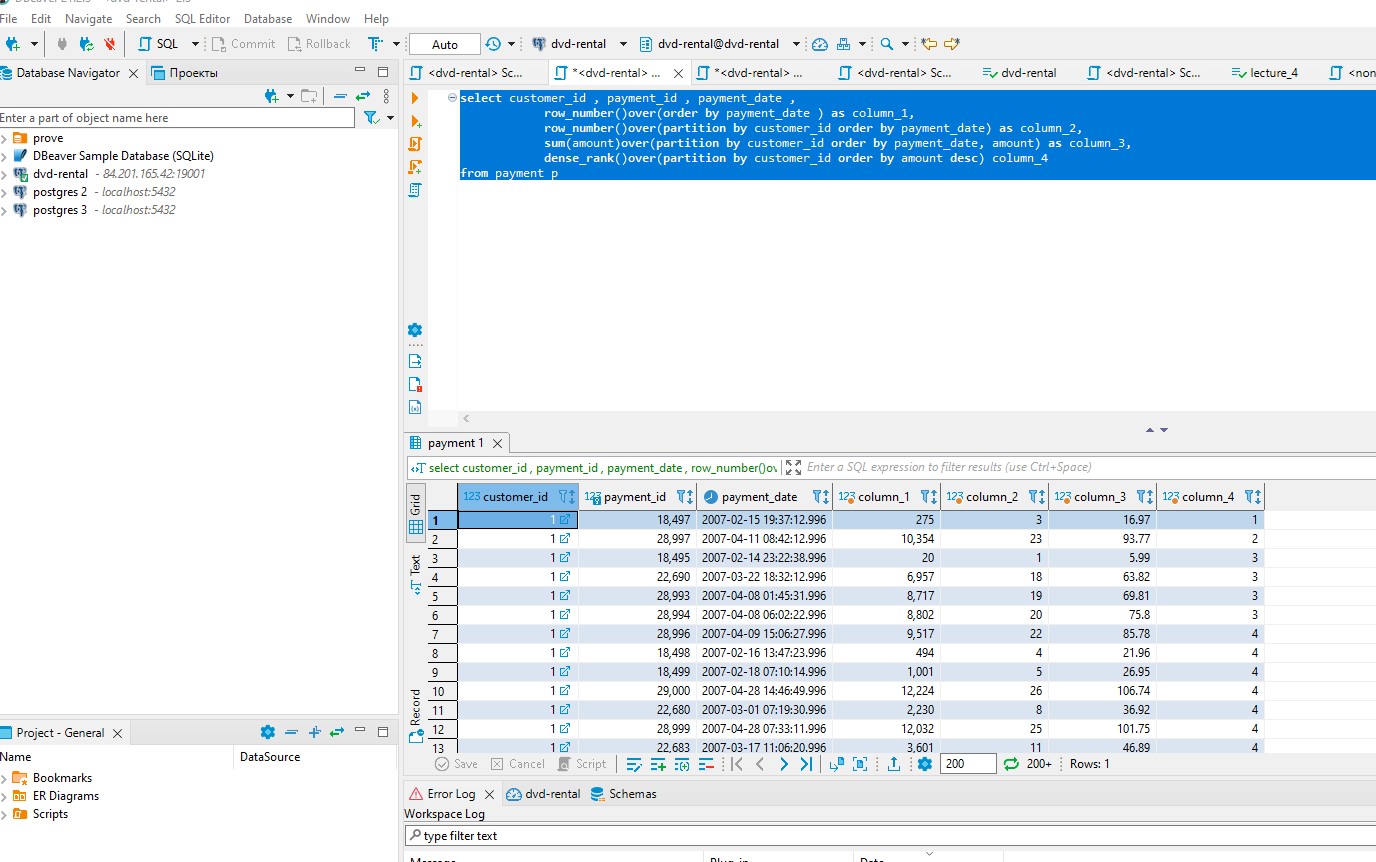 File Edit Navigate Search SQL Editor Database Window Help
SQL Commit Rollback Auto dvd-rental dvd-rental@dvd-rental
Database Navigator Проекты
Enter a part of object name here
prove
DBeaver Sample Database (SQLite)
dvd-rental - 84.201.165.42:19001
postgres 2 - localhost:5432
postgres 3 - localhost:5432
<dvd-rental> Sc... *<dvd-rental> ... *<dvd-rental> ... <dvd-rental> Sc... dvd-rental <dvd-rental> Sc... lecture_4 <non
select customer_id , payment_id , payment_date ,
row_number()over(order by payment_date ) as column_1,
row_number()over(partition by customer_id order by payment_date) as column_2,
sum(amount)over(partition by customer_id order by payment_date, amount) as column_3,
dense_rank()over(partition by customer_id order by amount desc) column_4
from payment p
payment 1
select customer_id , payment_id , payment_date , row_number()ov Enter a SQL expression to filter results (use Ctrl+Space)
Grid
Text
Record
123 customer_id 123 payment_id payment_date 123 column_1 123 column_2 123 column_3 123 column_4
1 1 18,497 2007-02-15 19:37:12.996 275 3 16.97 1
2 1 28,997 2007-04-11 08:42:12.996 10,354 23 93.77 2
3 1 18,495 2007-02-14 23:22:38.996 20 1 5.99 3
4 1 22,690 2007-03-22 18:32:12.996 6,957 18 63.82 3
5 1 28,993 2007-04-08 01:45:31.996 8,717 19 69.81 3
6 1 28,994 2007-04-08 06:02:22.996 8,802 20 75.8 3
7 1 28,996 2007-04-09 15:06:27.996 9,517 22 85.78 4
8 1 18,498 2007-02-16 13:47:23.996 494 4 21.96 4
9 1 18,499 2007-02-18 07:10:14.996 1,001 5 26.95 4
10 1 29,000 2007-04-28 14:46:49.996 12,224 26 106.74 4
11 1 22,680 2007-03-01 07:19:30.996 2,230 8 36.92 4
12 1 28,999 2007-04-28 07:33:11.996 12,032 25 101.75 4
13 1 22,683 2007-03-17 11:06:20.996 3,601 11 46.89 4
Save Cancel Script 200 200+ Rows: 1
Project - General
Name DataSource
Bookmarks
ER Diagrams
Scripts
Error Log dvd-rental Schemas
Workspace Log
type filter text
Message Plug-in Date